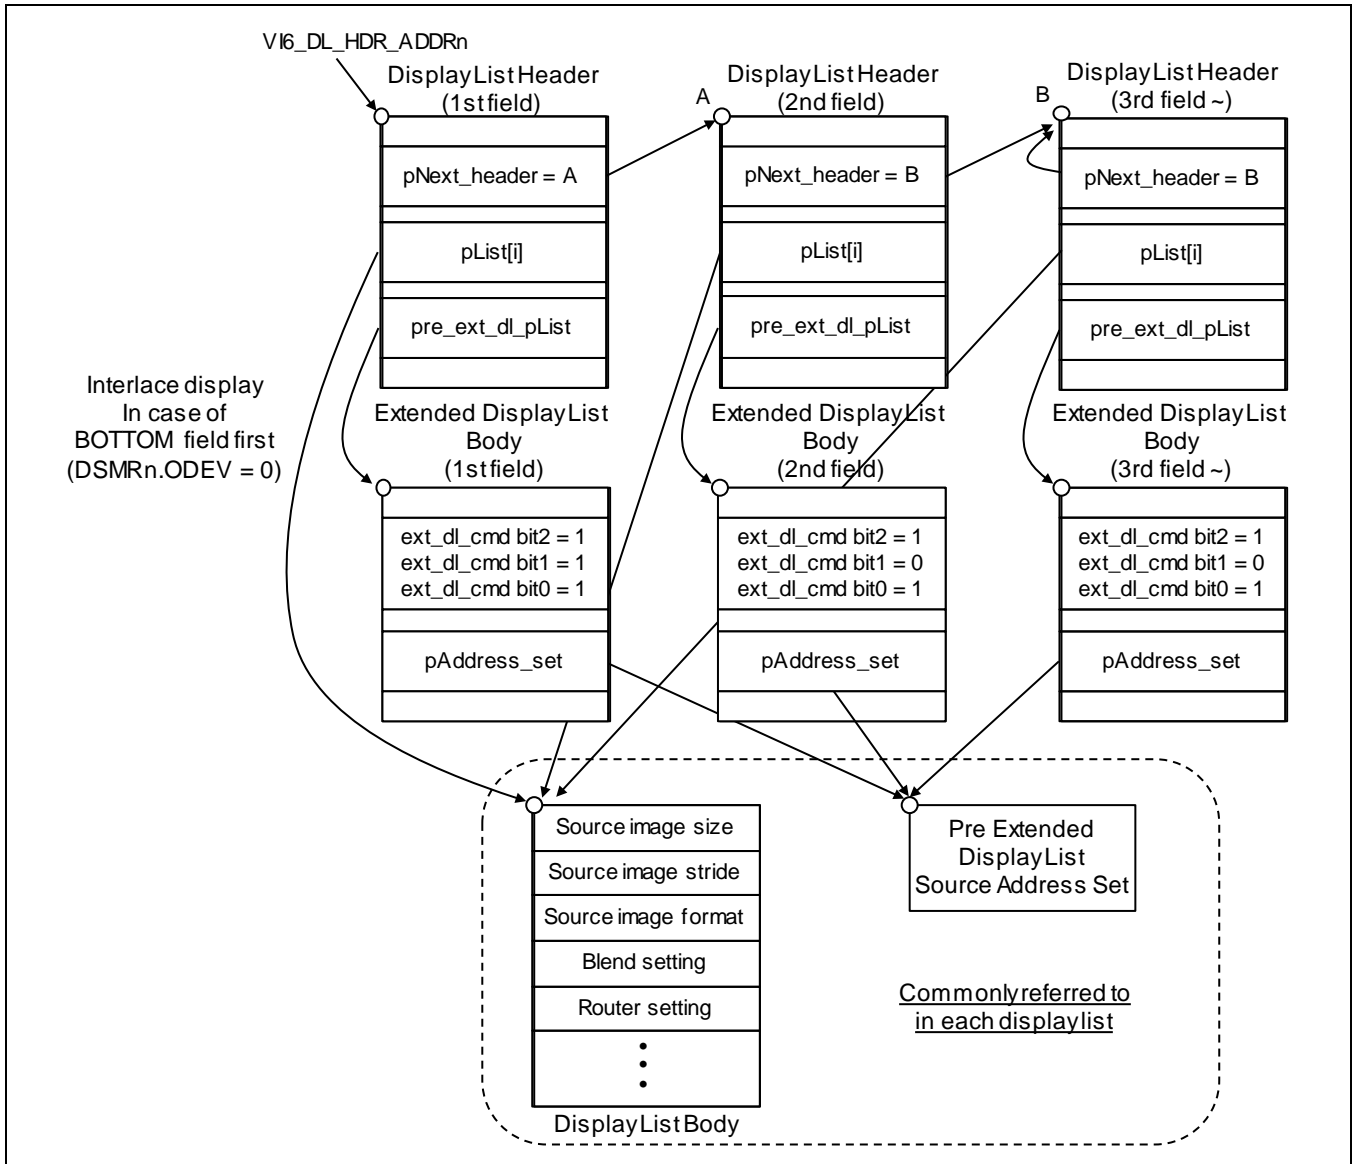 VI6_DL_HDR_ADDRn
Display List Header
(1st field)
A
Display List Header
(2nd field)
B
Display List Header
(3rd field ~)
pNext_header = A
pNext_header = B
pNext_header = B
pList[i]
pList[i]
pList[i]
pre_ext_dl_pList
pre_ext_dl_pList
pre_ext_dl_pList
Interlace display
In case of
BOTTOM field first
(DSMRn.ODEV = 0)
Extended Display List
Body
(1st field)
Extended Display List
Body
(2nd field)
Extended Display List
Body
(3rd field ~)
ext_dl_cmd bit2 = 1
ext_dl_cmd bit1 = 1
ext_dl_cmd bit0 = 1
ext_dl_cmd bit2 = 1
ext_dl_cmd bit1 = 0
ext_dl_cmd bit0 = 1
ext_dl_cmd bit2 = 1
ext_dl_cmd bit1 = 0
ext_dl_cmd bit0 = 1
pAddress_set
pAddress_set
pAddress_set
Source image size
Source image stride
Source image format
Blend setting
Router setting
Display List Body
Pre Extended
Display List
Source Address Set
Commonly referred to
in each display list